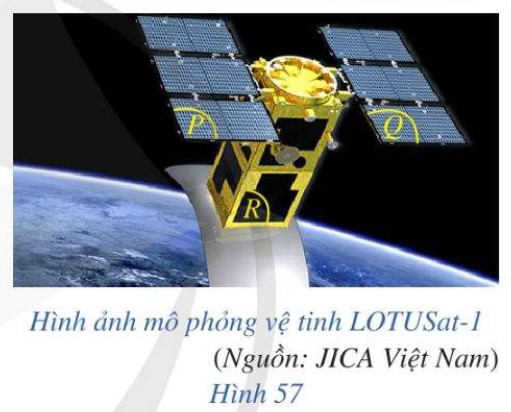 P
Q
R
Hình ảnh mô phỏng vệ tinh LOTUSat-1
(Nguồn: JICA Việt Nam)
Hình 57